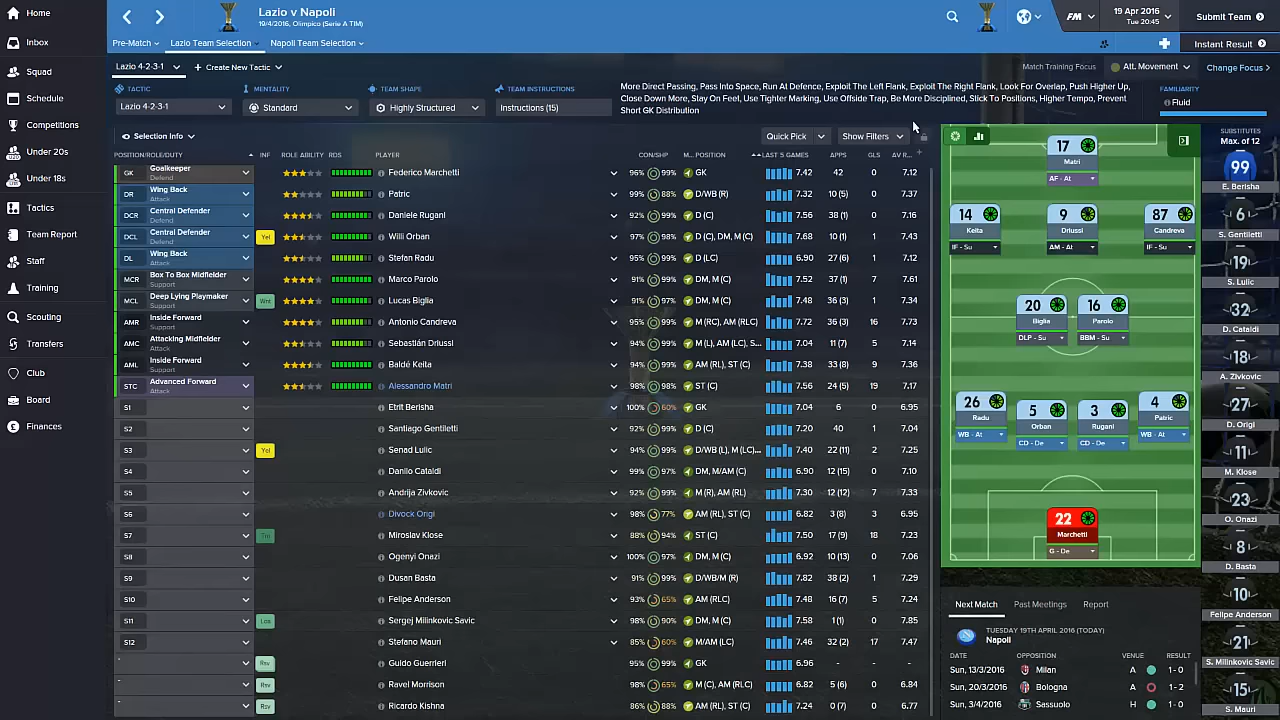 Home
Inbox
Squad
Schedule
Competitions
Under 20s
Under 18s
Tactics
Team Report
Staff
Training
Scouting
Transfers
Club
Board
Finances
Lazio v Napoli
19/4/2016, Olimpico (Serie A TIM)
FM
19 Apr 2016
Tue 20:45
Submit Team
Pre-Match
Lazio Team Selection
Napoli Team Selection
Instant Result
Lazio 4-2-3-1
Create New Tactic
Match Training Focus
Att. Movement
Change Focus >
TACTIC
Lazio 4-2-3-1
MENTALITY
Standard
TEAM SHAPE
Highly Structured
TEAM INSTRUCTIONS
Instructions (15)
More Direct Passing, Pass Into Space, Run At Defence, Exploit The Left Flank, Exploit The Right Flank, Look For Overlap, Push Higher Up,
Close Down More, Stay On Feet, Use Tighter Marking, Use Offside Trap, Be More Disciplined, Stick To Positions, Higher Tempo, Prevent
Short GK Distribution
FAMILIARITY
Fluid
Selection Info
Quick Pick
Show Filters
POSITION/ROLE/DUTY INF ROLE ABILITY RDS PLAYER CON/SHP M... POSITION LAST 5 GAMES APPS GLS AV R...
GK Goalkeeper Defend Federico Marchetti 96% 99% GK 7.42 42 0 7.12
DR Wing Back Attack Patric 99% 88% D/WB (R) 7.32 10 (5) 0 7.37
DCR Central Defender Defend Daniele Rugani 92% 99% D (C) 7.56 38 (1) 0 7.16
DCL Central Defender Defend Yel Willi Orban 97% 98% D (C), DM, M (C) 7.68 10 (1) 1 7.43
DL Wing Back Attack Stefan Radu 95% 99% D (LC) 6.90 27 (6) 1 7.12
MCR Box To Box Midfielder Support Marco Parolo 91% 99% DM, M (C) 7.52 37 (1) 7 7.61
MCL Deep Lying Playmaker Support Wnt Lucas Biglia 91% 97% DM, M (C) 7.48 36 (3) 1 7.34
AMR Inside Forward Support Antonio Candreva 95% 99% M (RC), AM (RLC) 7.72 36 (3) 16 7.73
AMC Attacking Midfielder Support Sebastián Driussi 94% 99% M (L), AM (LC), S... 7.04 11 (7) 5 7.14
AML Inside Forward Support Baldé Keita 94% 99% AM (RL), ST (C) 7.38 33 (8) 9 7.36
STC Advanced Forward Attack Alessandro Matri 98% 98% ST (C) 7.56 24 (5) 19 7.17
S1 Etrit Berisha 100% 60% GK 7.04 6 0 6.95
S2 Santiago Gentiletti 92% 99% D (C) 7.20 40 1 7.04
S3 Yel Senad Lulic 94% 99% D/WB (L), M (LC),... 7.40 22 (11) 2 7.25
S4 Danilo Cataldi 99% 97% DM, M/AM (C) 6.90 12 (15) 0 7.10
S5 Andrija Zivkovic 92% 99% M (R), AM (RL) 7.30 12 (12) 7 7.33
S6 Divock Origi 98% 77% AM (RL), ST (C) 6.82 3 (8) 3 6.95
S7 Miroslav Klose 88% 94% ST (C) 7.50 17 (9) 18 7.23
S8 Ogenyi Onazi 100% 97% DM, M (C) 6.92 10 (13) 0 7.06
S9 Dusan Basta 91% 99% D/WB/M (R) 7.82 38 (2) 1 7.29
S10 Felipe Anderson 93% 65% AM (RLC) 7.48 16 (7) 5 7.24
S11 Sergej Milinkovic Savic 98% 90% DM, M (C) 7.58 1 (1) 0 7.85
S12 Stefano Mauri 85% 60% M/AM (LC) 7.46 32 (2) 17 7.47
- Rsv Guido Guerrieri 95% 99% GK 6.96 - - -
- Rsv Ravel Morrison 98% 65% M (C), AM (RLC) 6.82 5 (6) 0 6.84
- Rsv Ricardo Kishna 86% 88% AM (RL), ST (C) 7.24 0 (7) 0 6.77
17
Matri
AF - At
14 9 87
Keita Driussi Candreva
IF - Su AM - At IF - Su
20 16
Biglia Parolo
DLP - Su BBM - Su
26 5 3 4
Radu Orban Rugani Patric
WB - At CD - De CD - De WB - At
22
Marchetti
G - De
SUBSTITUTES
Max. of 12
99
E. Berisha
6
S. Gentiletti
19
S. Lulic
32
D. Cataldi
18
A. Zivkovic
27
D. Origi
11
M. Klose
23
O. Onazi
8
D. Basta
10
Felipe Anderson
21
S. Milinkovic Savic
15
S. Mauri
Next Match
Past Meetings
Report
TUESDAY 19TH APRIL 2016 (TODAY)
Napoli
DATE OPPOSITION VENUE RESULT
Sun, 13/3/2016 Milan A 1-0
Sun, 20/3/2016 Bologna H 1-2
Sun, 3/4/2016 Sassuolo H 1-0